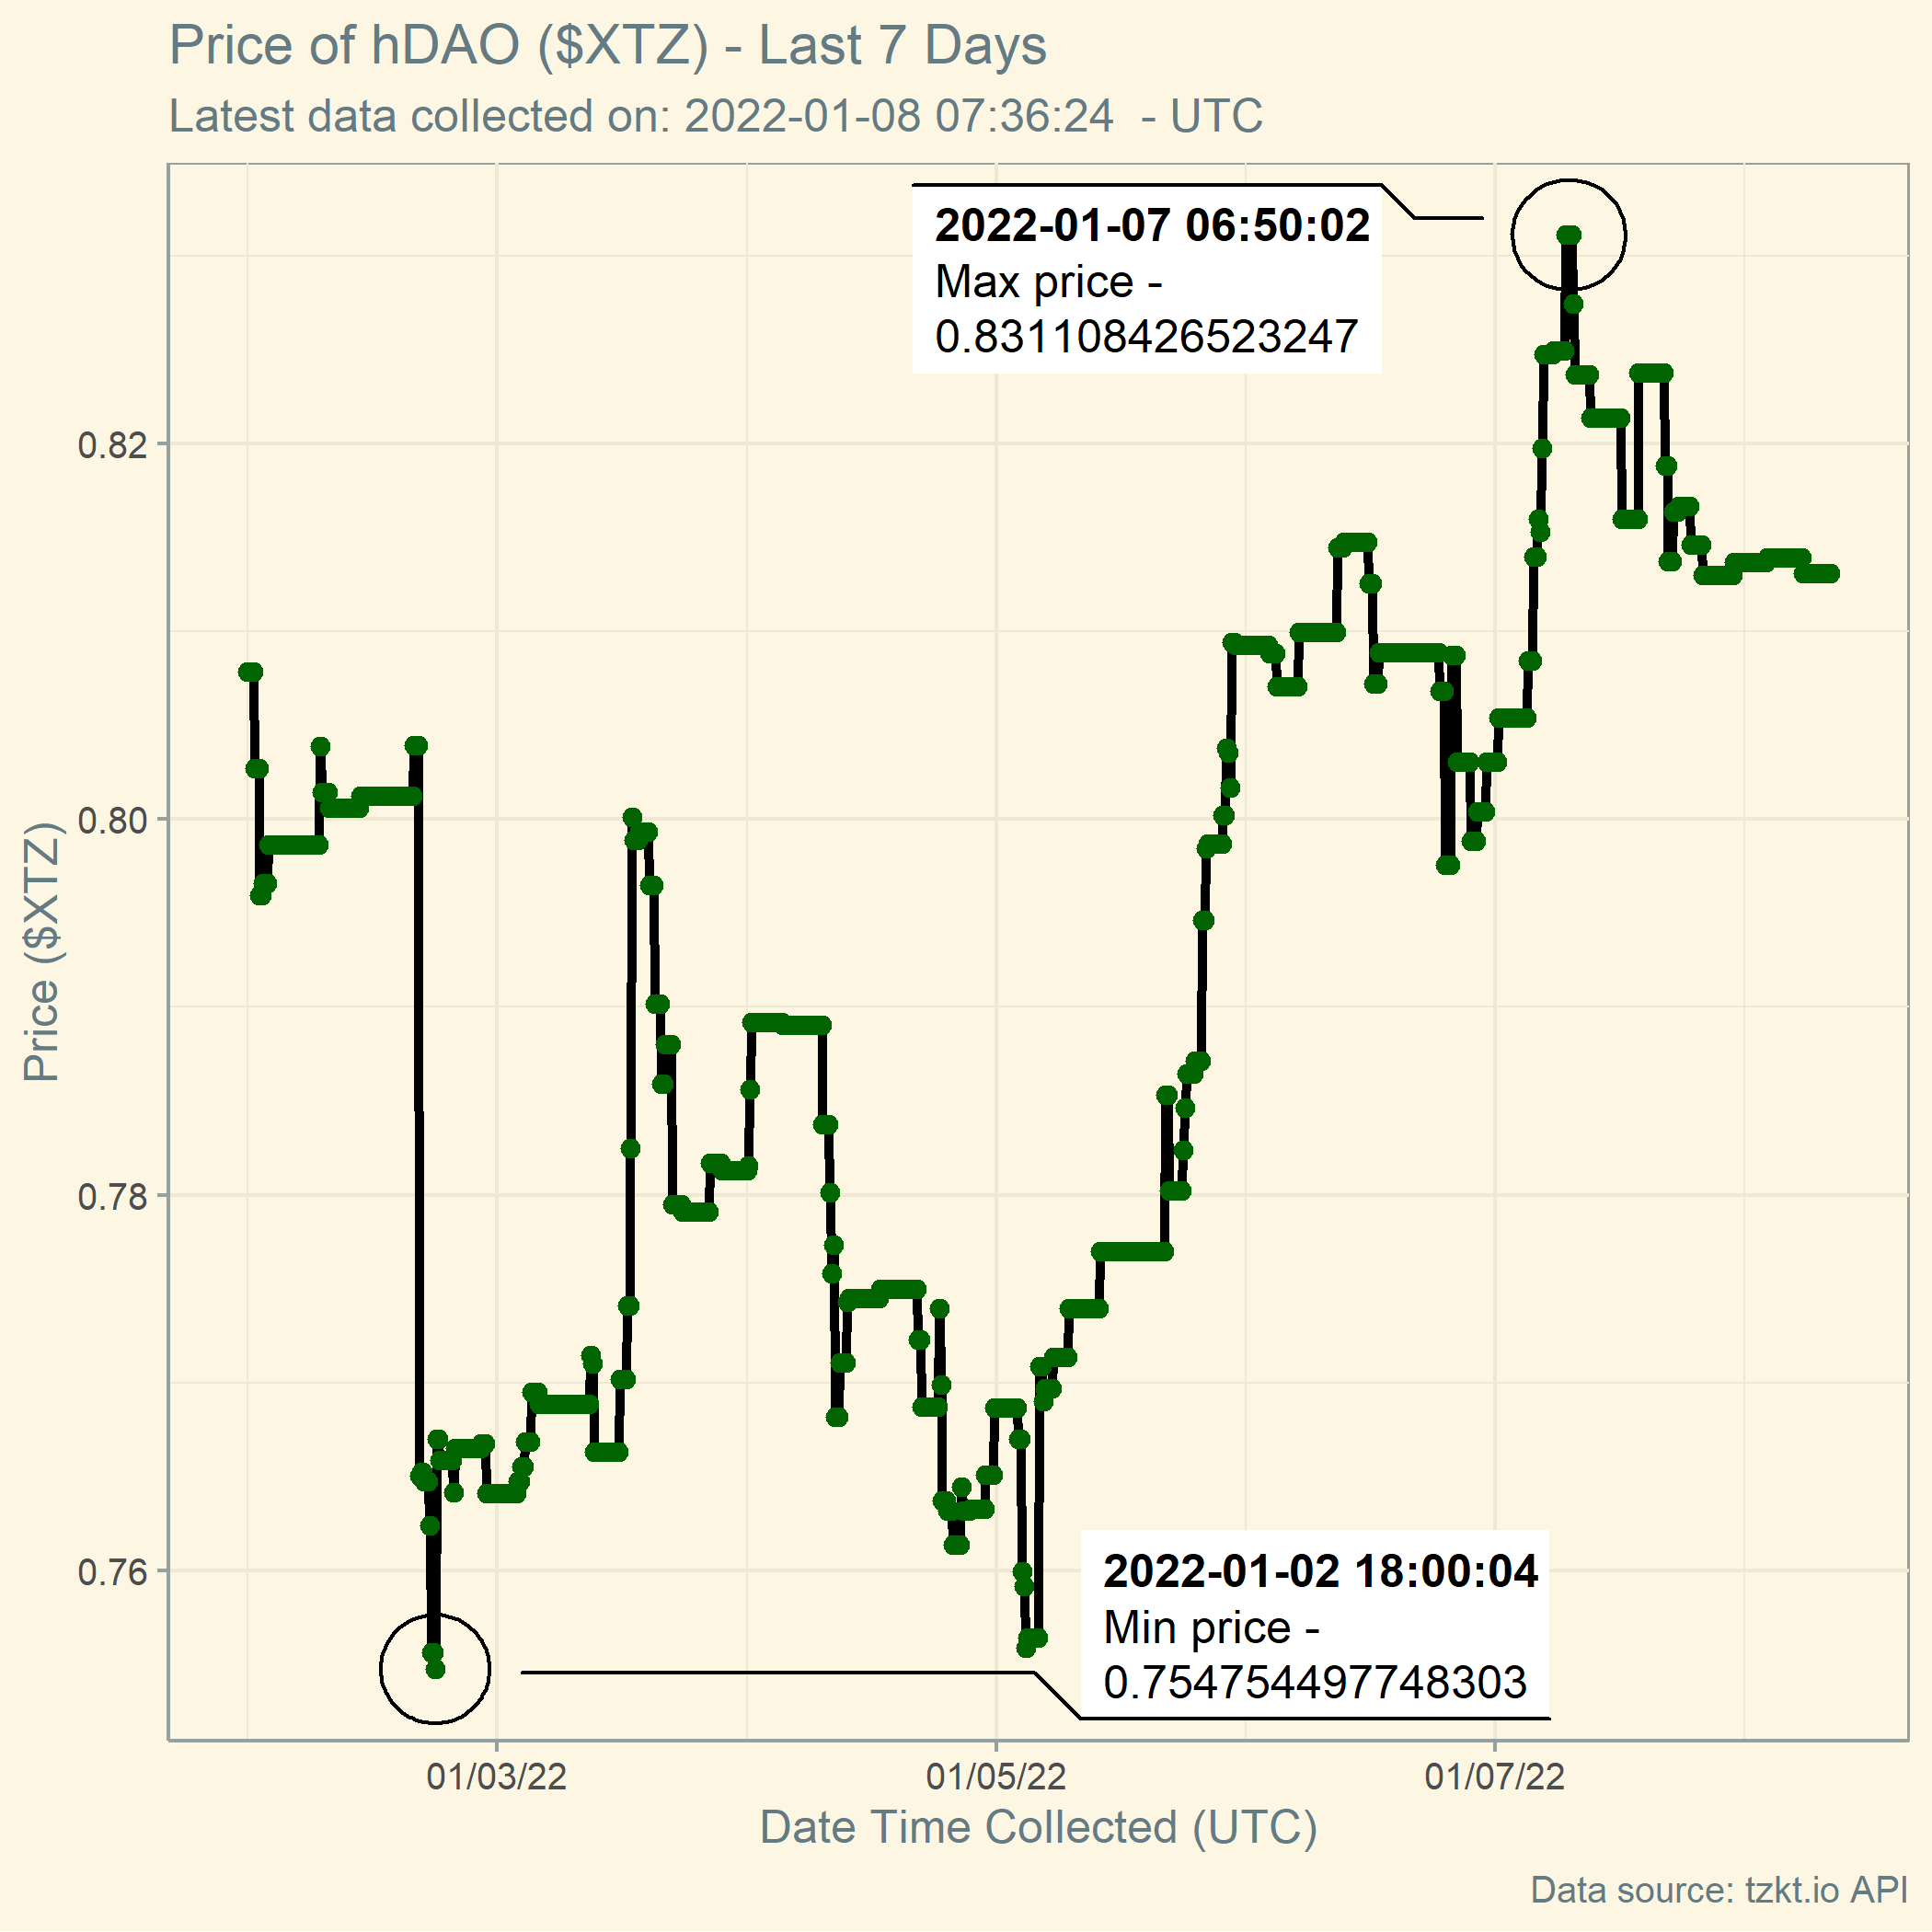 Price of hDAO ($XTZ) - Last 7 Days
Latest data collected on: 2022-01-08 07:36:24  - UTC
2022-01-07 06:50:02
Max price -
0.831108426523247
0.82
0.80
0.78
0.76
Price ($XTZ)
2022-01-02 18:00:04
Min price -
0.754754497748303
01/03/22
01/05/22
01/07/22
Date Time Collected (UTC)
Data source: tzkt.io API